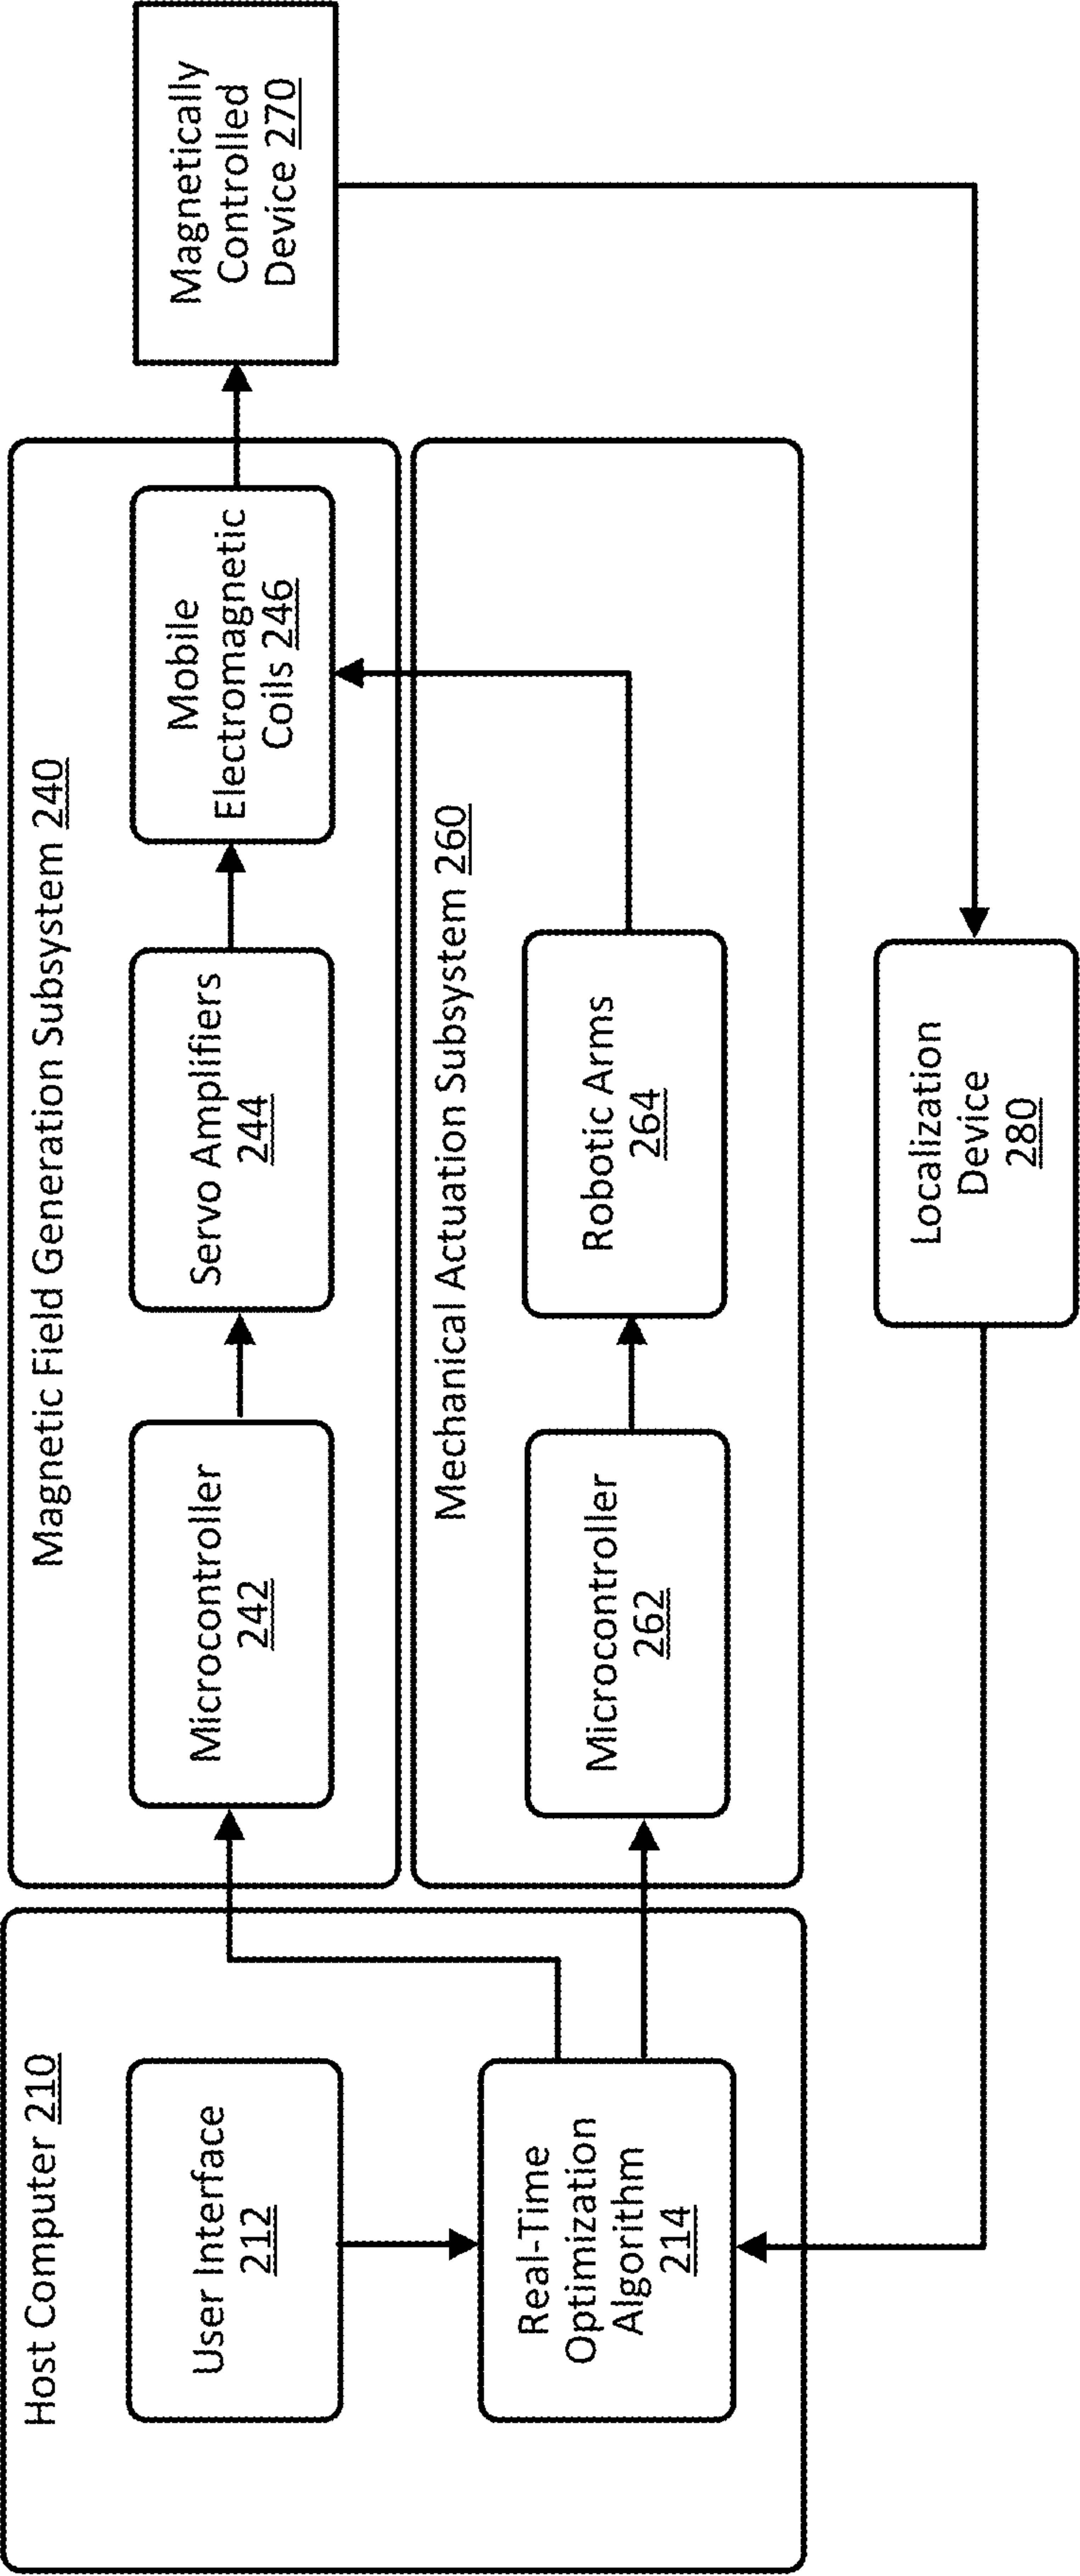 Host Computer 210
User Interface
212
Real-Time
Optimization
Algorithm
214
Magnetic Field Generation Subsystem 240
Microcontroller
242
Servo Amplifiers
244
Mobile
Electromagnetic
Coils 246
Mechanical Actuation Subsystem 260
Microcontroller
262
Robotic Arms
264
Magnetically
Controlled
Device 270
Localization
Device
280